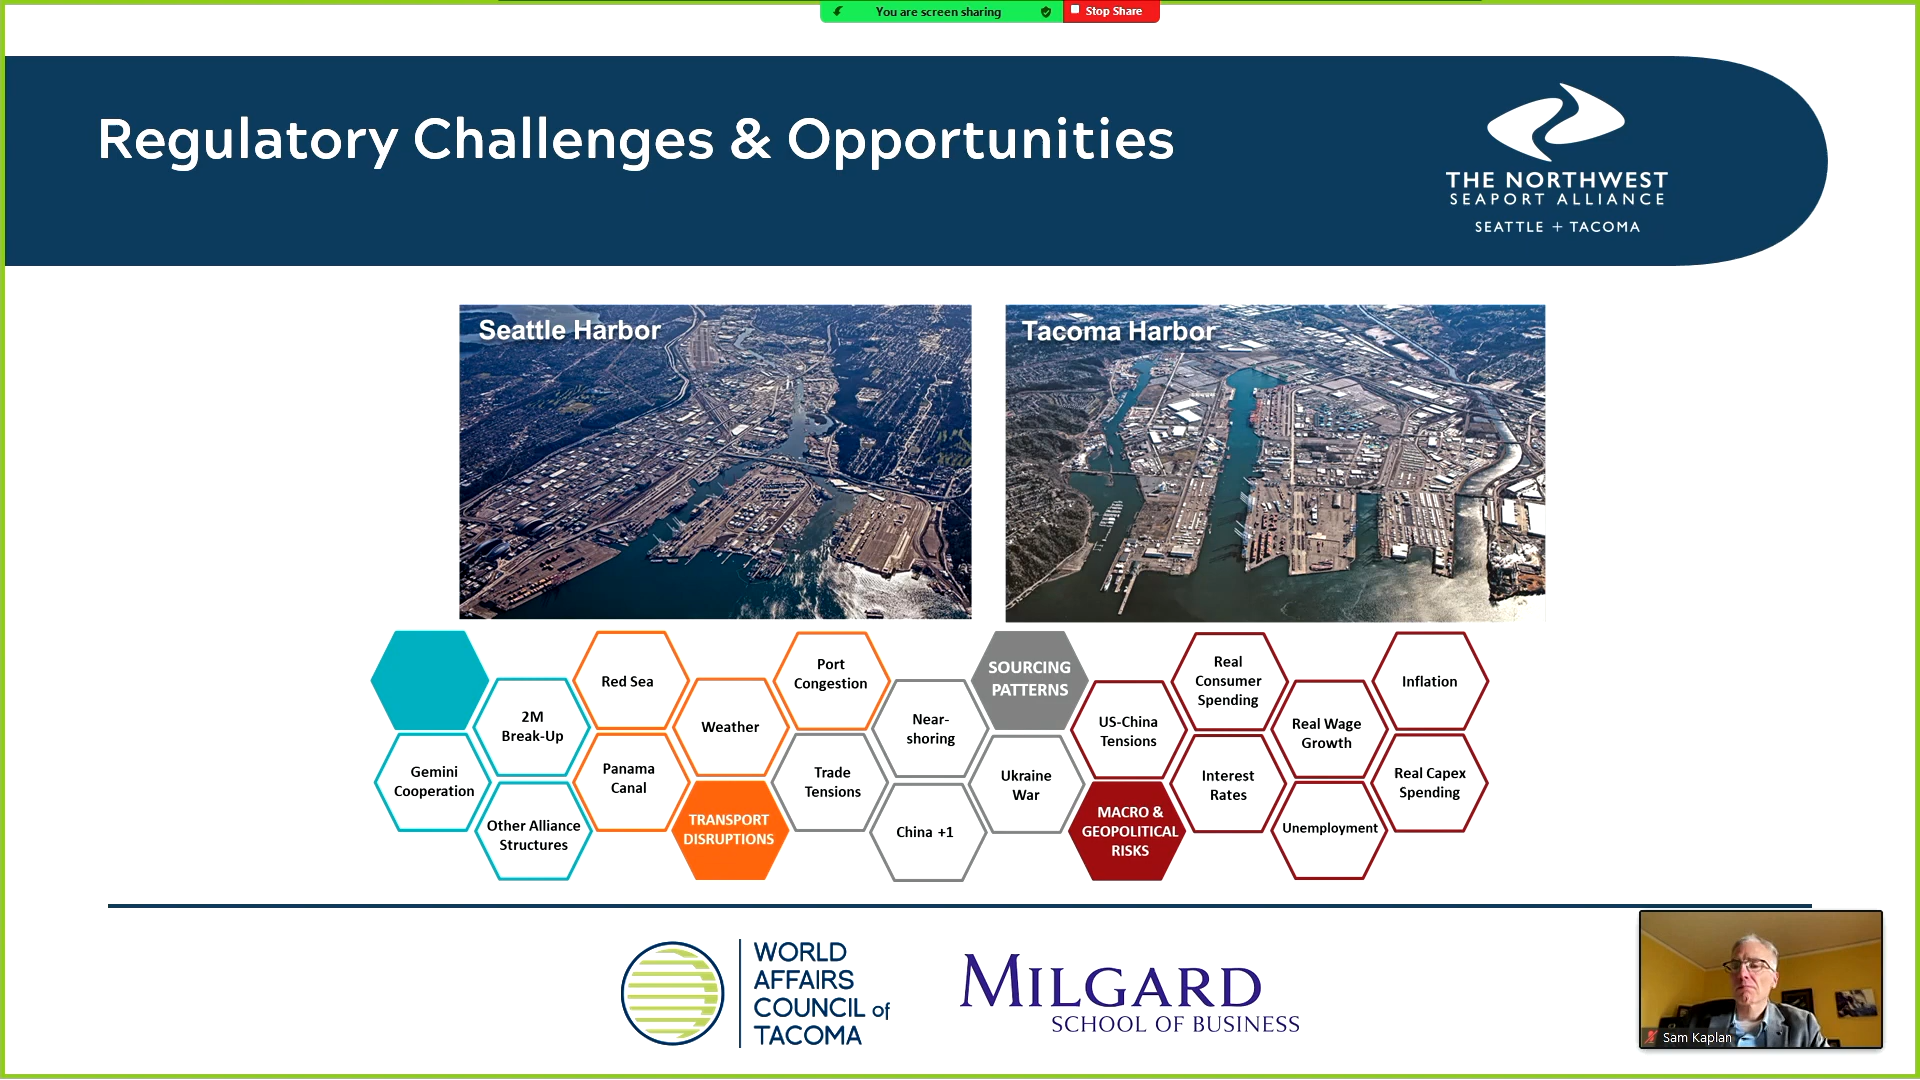 You are screen sharing
Stop Share
Regulatory Challenges & Opportunities
THE NORTHWEST
SEAPORT ALLIANCE
SEATTLE + TACOMA
Seattle Harbor
Tacoma Harbor
2M
Break-Up
Gemini
Cooperation
Other Alliance
Structures
Red Sea
Panama
Canal
Weather
TRANSPORT
DISRUPTIONS
Port
Congestion
Trade
Tensions
Near-
shoring
China +1
SOURCING
PATTERNS
Ukraine
War
US-China
Tensions
MACRO &
GEOPOLITICAL
RISKS
Real
Consumer
Spending
Interest
Rates
Real Wage
Growth
Unemployment
Inflation
Real Capex
Spending
WORLD
AFFAIRS
COUNCIL of
TACOMA
MILGARD
SCHOOL OF BUSINESS
Sam Kaplan